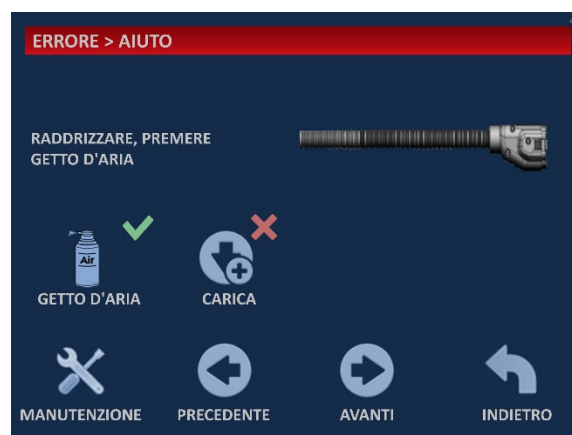 ERRORE > AIUTO
RADDRIZZARE, PREMERE
GETTO D'ARIA
Air
GETTO D'ARIA
CARICA
MANUTENZIONE
PRECEDENTE
AVANTI
INDIETRO